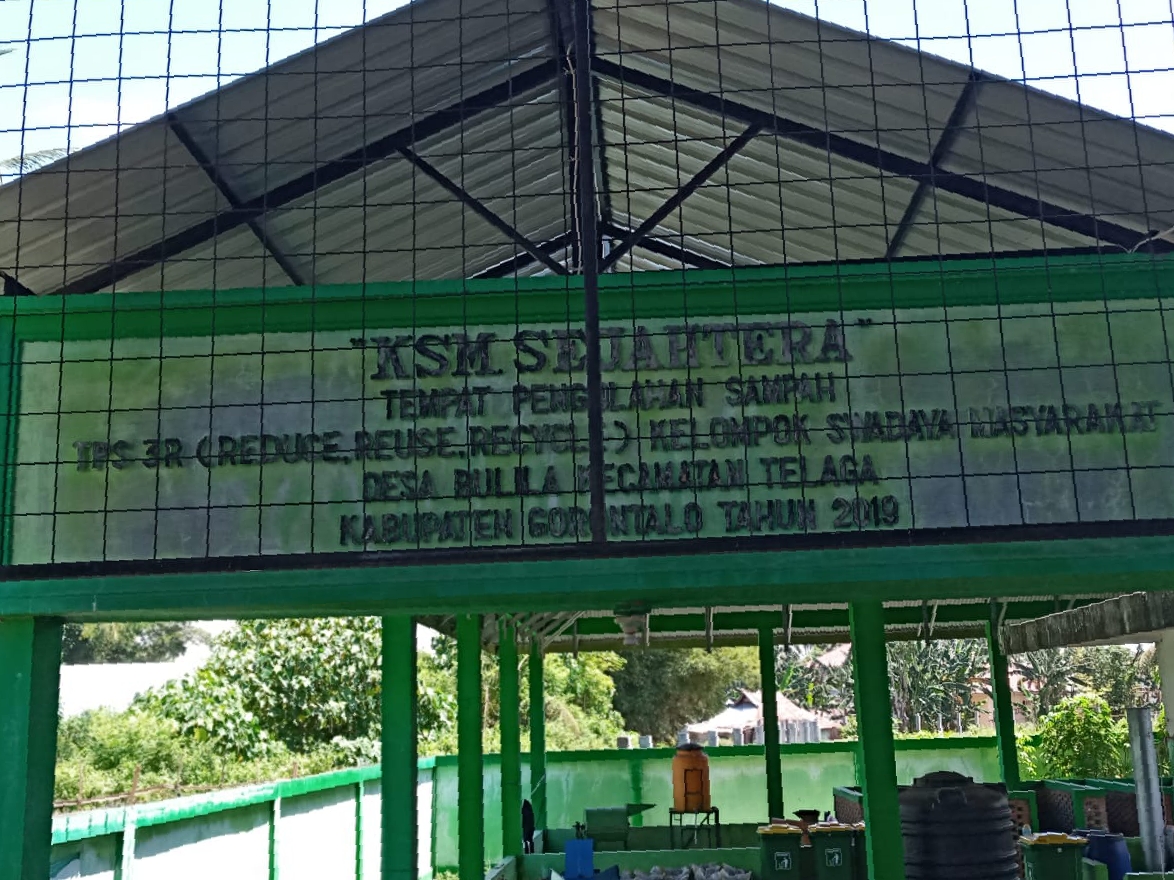 "KSM SEJAHTERA"
TEMPAT PENGOLAHAN SAMPAH
TPS 3R (REDUCE, REUSE, RECYCLE) KELOMPOK SWADAYA MASYARAKAT
DESA BULILA KECAMATAN TELAGA
KABUPATEN GORONTALO TAHUN 2019